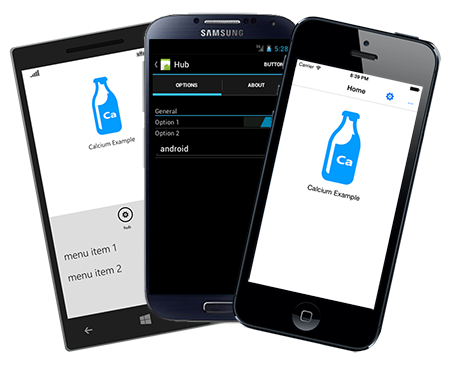 Ca
Calcium Example
hub
menu item 1
menu item 2
SAMSUNG
5:28
Hub
BUTTON
OPTIONS
ABOUT
General
Option 1
Option 2
android
Carrier
8:39 PM
Home
...
Ca
Calcium Example